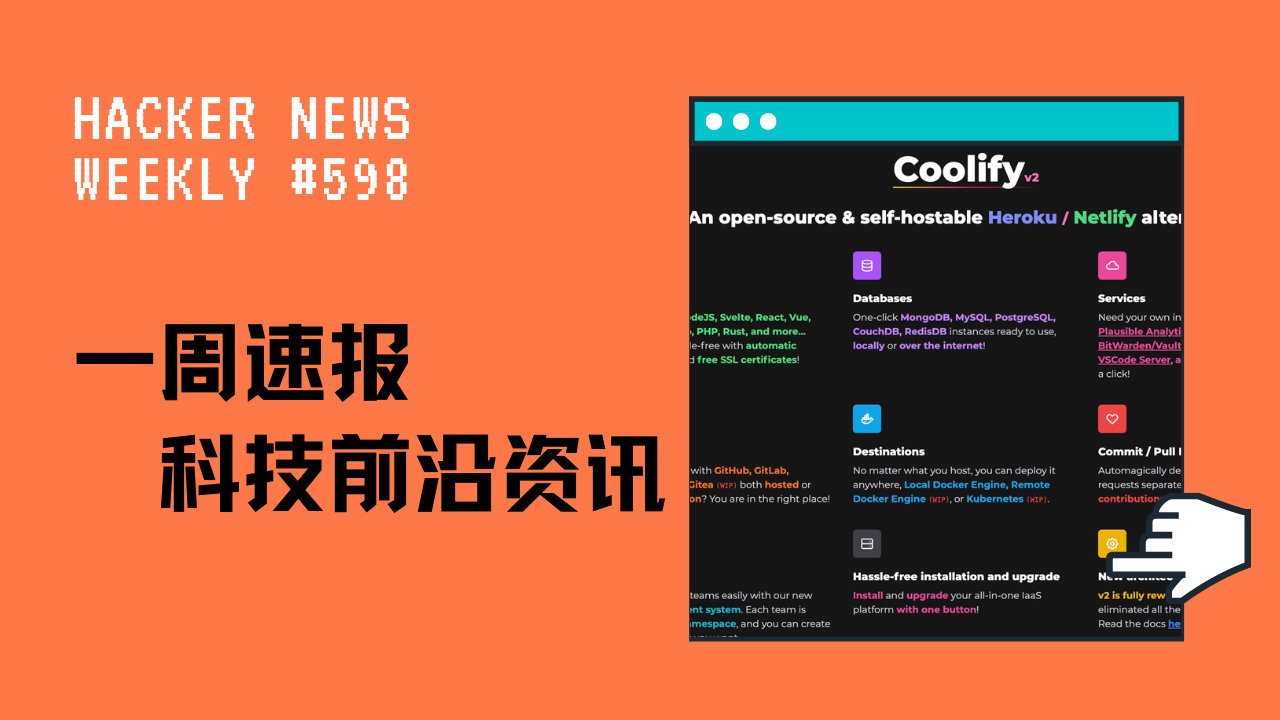 HACKER NEWS
WEEKLY #598
一周速报
科技前沿资讯
Coolify v2
An open-source & self-hostable Heroku / Netlify
deJS, Svelte, React, Vue,
PHP, Rust, and more...
le-free with automatic
d free SSL certificates!
Databases
One-click MongoDB, MySQL, PostgreSQL,
CouchDB, RedisDB instances ready to use,
locally or over the internet!
Services
Need your own in
Plausible Analyti
BitWarden/Vault
VSCode Server, a
a click!
with GitHub, GitLab,
Gitea (WIP) both hosted or
on? You are in the right place!
Destinations
No matter what you host, you can deploy it
anywhere, Local Docker Engine, Remote
Docker Engine (WIP), or Kubernetes (WIP).
Commit / Pull
Automagically de
requests separate
contribution
teams easily with our new
ent system. Each team is
amespace, and you can create
Hassle-free installation and upgrade
Install and upgrade your all-in-one IaaS
platform with one button!
New
v2 is fully rew
eliminated all the
Read the docs he